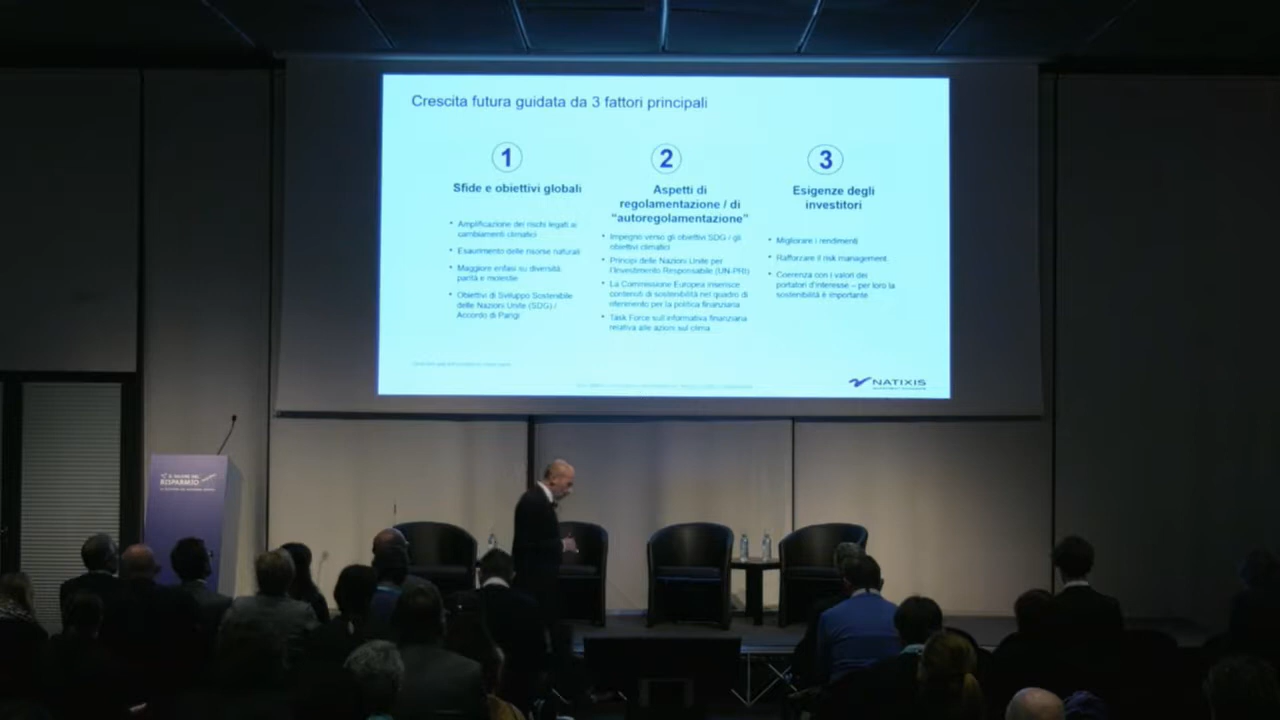 Crescita futura guidata da 3 fattori principali
1
Sfide e obiettivi globali
• Amplificazione dei rischi legati ai
cambiamenti climatici
• Esaurimento delle risorse naturali
• Maggiore enfasi su diversità,
parità e molestie
• Obiettivi di Sviluppo Sostenibile
delle Nazioni Unite (SDG) /
Accordo di Parigi
2
Aspetti di
regolamentazione / di
“autoregolamentazione”
• Impegno verso gli obiettivi SDG / gli
obiettivi climatici
• Principi delle Nazioni Unite per
l'Investimento Responsabile (UN-PRI)
• La Commissione Europea inserisce
contenuti di sostenibilità nel quadro di
riferimento per la politica finanziaria
• Task Force sull'informativa finanziaria
relativa alle azioni sul clima
3
Esigenze degli
investitori
• Migliorare i rendimenti
• Rafforzare il risk management
• Coerenza con i valori dei
portatori d'interesse – per loro la
sostenibilità è importante
NATIXIS
IL VALORE DEL
RISPARMIO